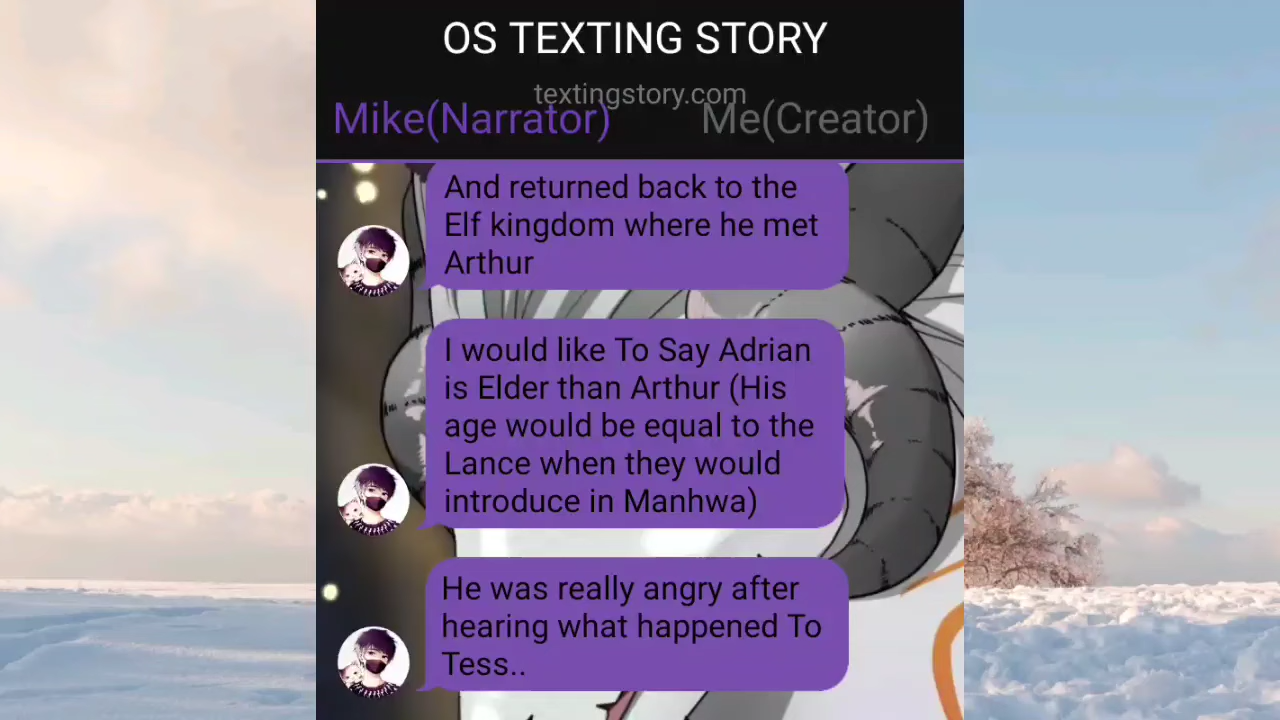 OS TEXTING STORY
textingstory.com
Mike(Narrator)
Me(Creator)
And returned back to the
Elf kingdom where he met
Arthur
I would like To Say Adrian
is Elder than Arthur (His
age would be equal to the
Lance when they would
introduce in Manhwa)
He was really angry after
hearing what happened To
Tess..